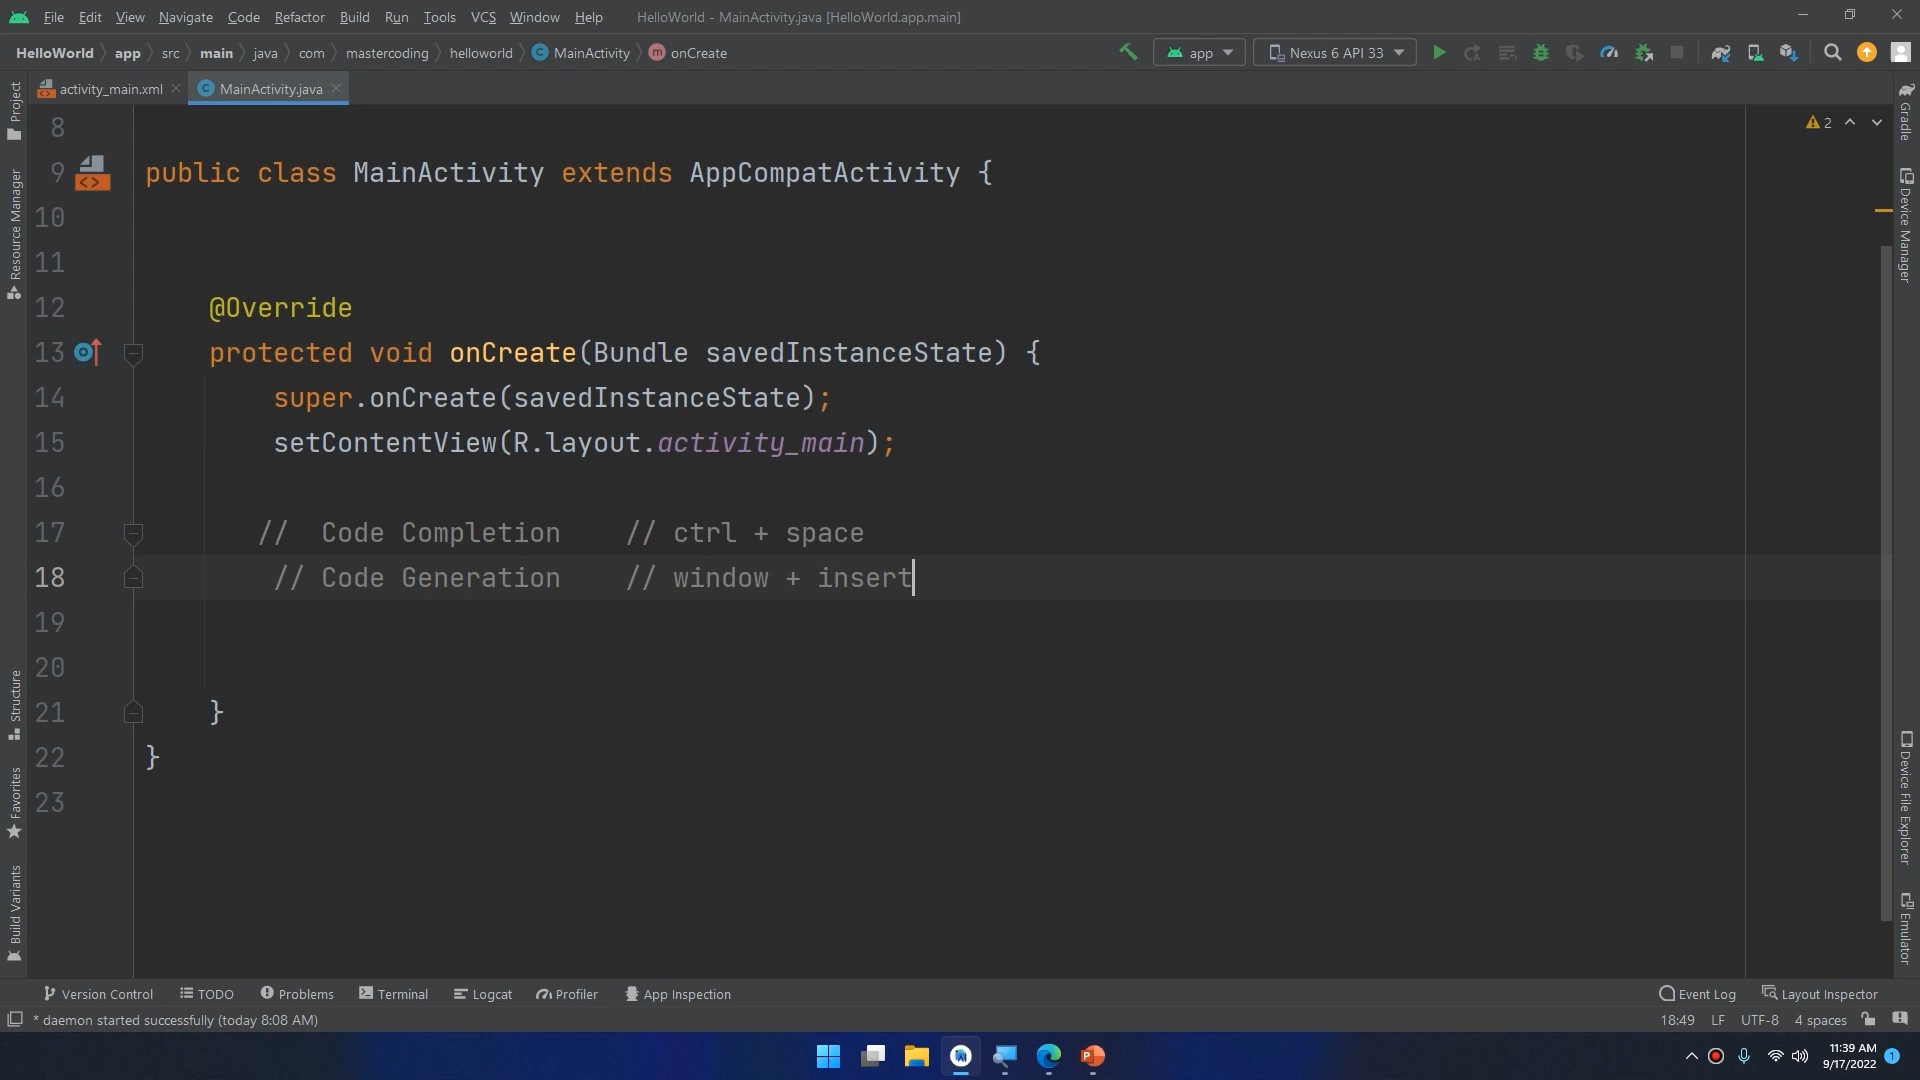 File Edit View Navigate Code Refactor Build Run Tools VCS Window Help HelloWorld - MainActivity.java [HelloWorld.app.main]
HelloWorld app src main java com mastercoding helloworld MainActivity onCreate app Nexus 6 API 33
activity_main.xml MainActivity.java
Project
Resource Manager
Structure
Favorites
Build Variants
8
9 public class MainActivity extends AppCompatActivity {
10
11
12 @Override
13 protected void onCreate(Bundle savedInstanceState) {
14 super.onCreate(savedInstanceState);
15 setContentView(R.layout.activity_main);
16
17 // Code Completion // ctrl + space
18 // Code Generation // window + insert
19
20
21 }
22 }
23
2
Gradle
Device Manager
Device File Explorer
Emulator
Version Control TODO Problems Terminal Logcat Profiler App Inspection Event Log Layout Inspector
* daemon started successfully (today 8:08 AM) 18:49 LF UTF-8 4 spaces
11:39 AM
9/17/2022
1